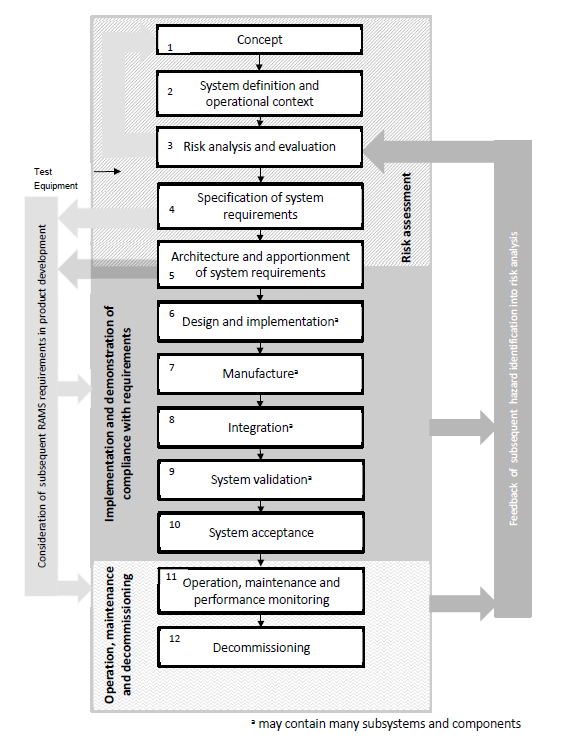 1 Concept
2 System definition and
operational context
3 Risk analysis and evaluation
Test
Equipment
4 Specification of system
requirements
Risk assessment
5 Architecture and apportionment
of system requirements
6 Design and implementationᵃ
7 Manufactureᵃ
8 Integrationᵃ
9 System validationᵃ
10 System acceptance
11 Operation, maintenance and
performance monitoring
12 Decommissioning
Consideration of subsequent RAMS requirements in product development
Implementation and demonstration of
compliance with requirements
Operation, maintenance
and decommissioning
Feedback of subsequent hazard identification into risk analysis
ᵃ may contain many subsystems and components